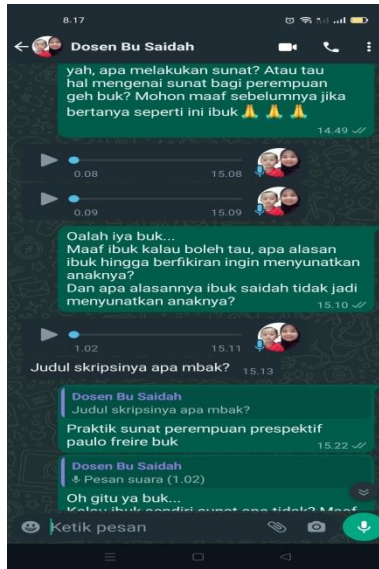 8.17
Dosen Bu Saidah
yah, apa melakukan sunat? Atau tau
hal mengenai sunat bagi perempuan
geh buk? Mohon maaf sebelumnya jika
bertanya seperti ini ibuk 🙏 🙏 🙏
14.49
0.08 15.08
0.09 15.09
Oalah iya buk...
Maaf ibuk kalau boleh tau, apa alasan
ibuk hingga berfikiran ingin menyunatkan
anaknya?
Dan apa alasannya ibuk saidah tidak jadi
menyunatkan anaknya?
15.10
1.02 15.11
Judul skripsinya apa mbak? 15.13
Dosen Bu Saidah
Judul skripsinya apa mbak?
Praktik sunat perempuan prespektif
paulo freire buk
15.22
Dosen Bu Saidah
Pesan suara (1.02)
Oh gitu ya buk...
Kalau ibuk sendiri sunat apa tidak? Maaf
Ketik pesan